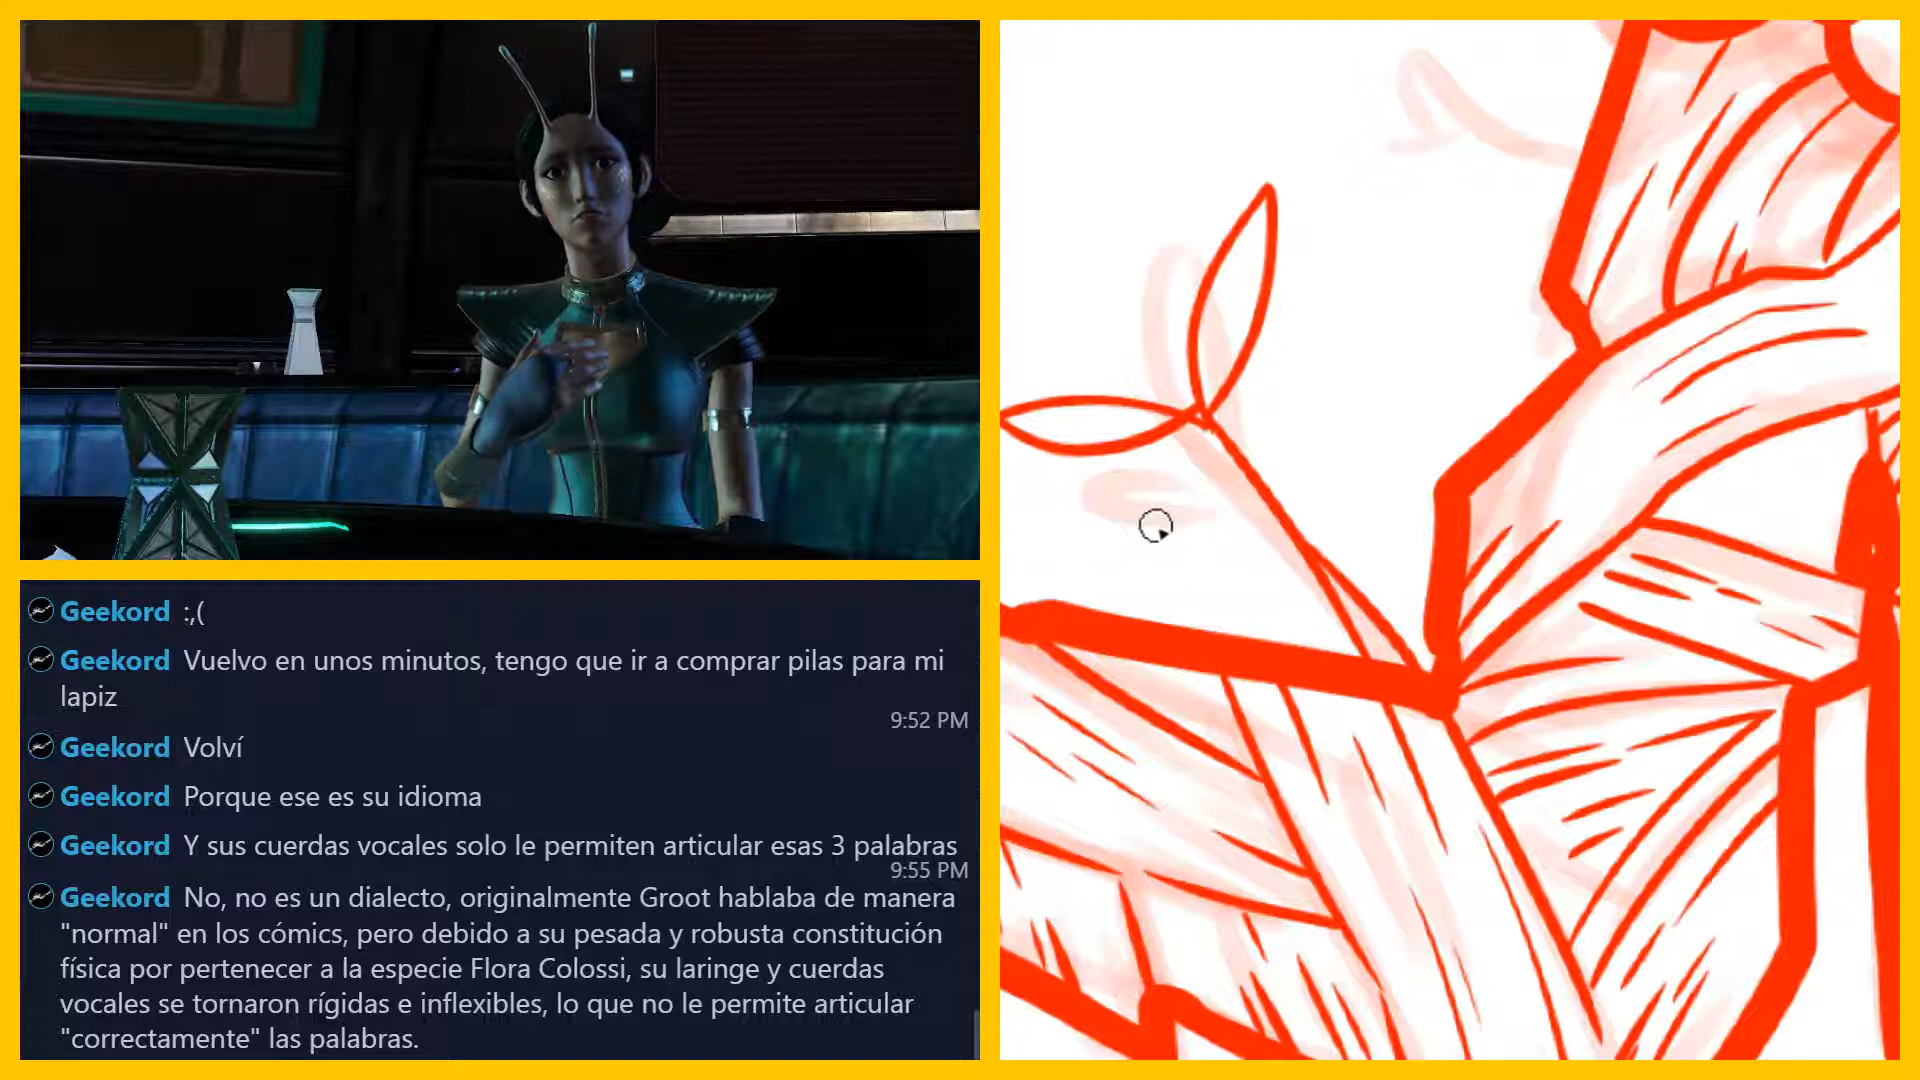 Geekord :,(
Geekord Vuelvo en unos minutos, tengo que ir a comprar pilas para mi
lapiz
9:52 PM
Geekord Volví
Geekord Porque ese es su idioma
Geekord Y sus cuerdas vocales solo le permiten articular esas 3 palabras
9:55 PM
Geekord No, no es un dialecto, originalmente Groot hablaba de manera
"normal" en los cómics, pero debido a su pesada y robusta constitución
física por pertenecer a la especie Flora Colossi, su laringe y cuerdas
vocales se tornaron rígidas e inflexibles, lo que no le permite articular
"correctamente" las palabras.